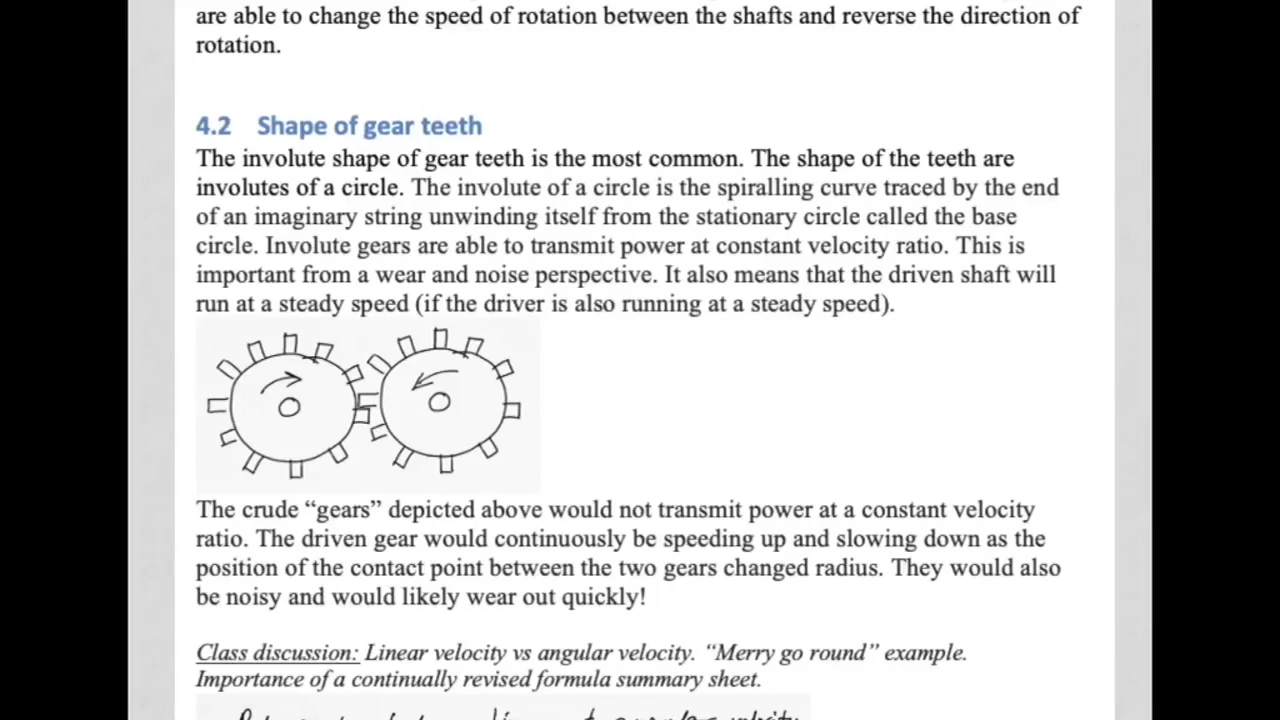 are able to change the speed of rotation between the shafts and reverse the direction of
rotation.
4.2 Shape of gear teeth
The involute shape of gear teeth is the most common. The shape of the teeth are
involutes of a circle. The involute of a circle is the spiralling curve traced by the end
of an imaginary string unwinding itself from the stationary circle called the base
circle. Involute gears are able to transmit power at constant velocity ratio. This is
important from a wear and noise perspective. It also means that the driven shaft will
run at a steady speed (if the driver is also running at a steady speed).
The crude “gears” depicted above would not transmit power at a constant velocity
ratio. The driven gear would continuously be speeding up and slowing down as the
position of the contact point between the two gears changed radius. They would also
be noisy and would likely wear out quickly!
Class discussion: Linear velocity vs angular velocity. “Merry go round” example.
Importance of a continually revised formula summary sheet.